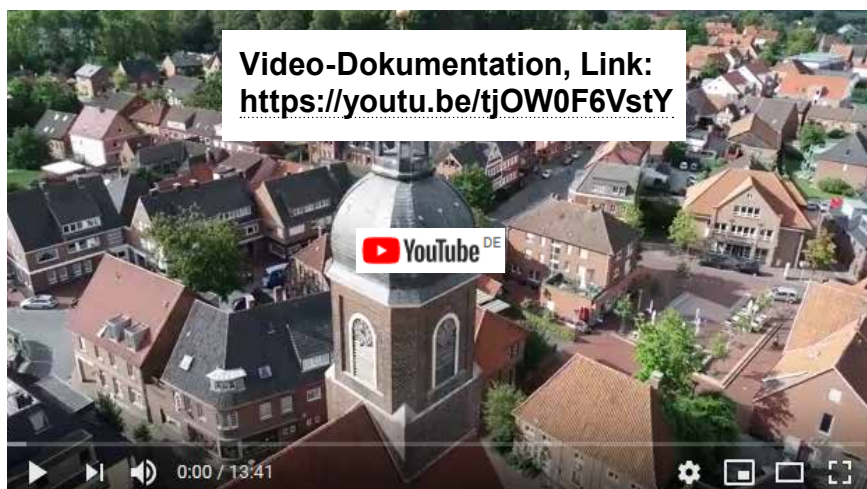 Video-Dokumentation, Link:
https://youtu.be/tjOW0F6VstY
YouTube DE
0:00 / 13:41